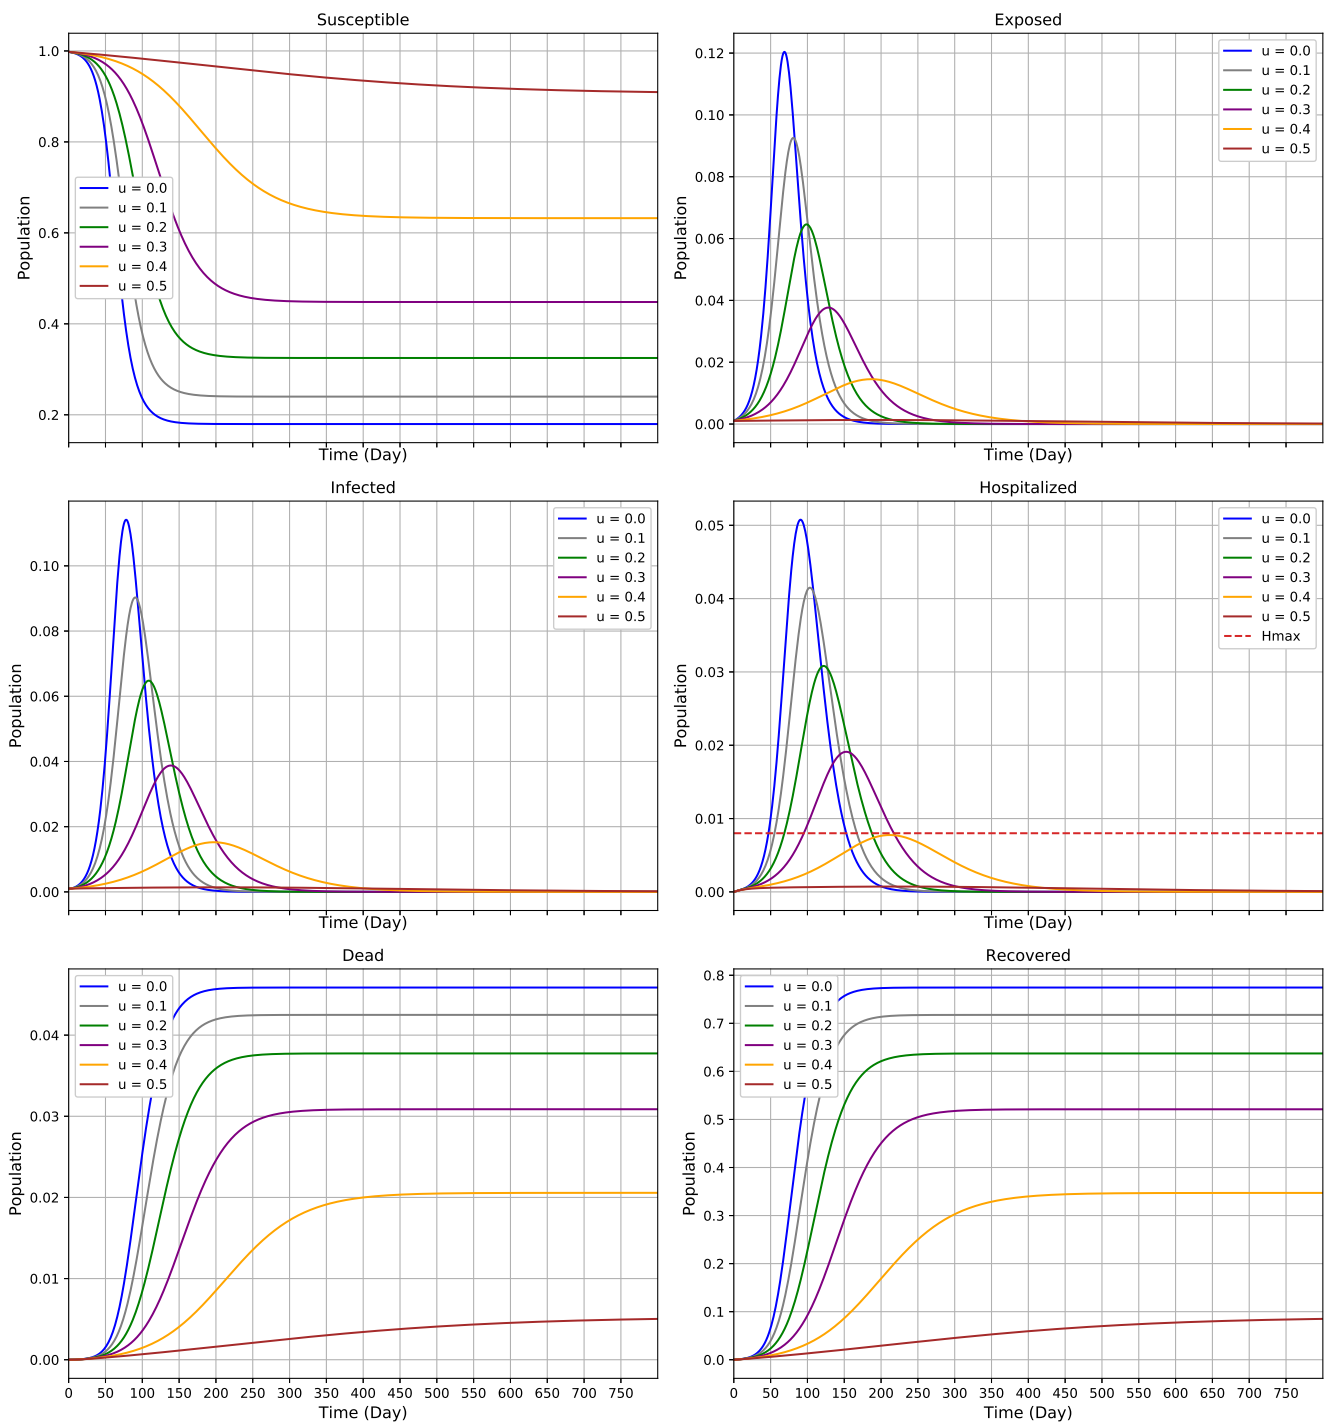 Susceptible
1.0
0.8
0.6
0.4
0.2
Population
u = 0.0
u = 0.1
u = 0.2
u = 0.3
u = 0.4
u = 0.5
Time (Day)
Exposed
0.12
0.10
0.08
0.06
0.04
0.02
0.00
Population
u = 0.0
u = 0.1
u = 0.2
u = 0.3
u = 0.4
u = 0.5
Time (Day)
Infected
0.10
0.08
0.06
0.04
0.02
0.00
Population
u = 0.0
u = 0.1
u = 0.2
u = 0.3
u = 0.4
u = 0.5
Time (Day)
Hospitalized
0.05
0.04
0.03
0.02
0.01
0.00
Population
u = 0.0
u = 0.1
u = 0.2
u = 0.3
u = 0.4
u = 0.5
Hmax
Time (Day)
Dead
0.04
0.03
0.02
0.01
0.00
Population
u = 0.0
u = 0.1
u = 0.2
u = 0.3
u = 0.4
u = 0.5
0 50 100 150 200 250 300 350 400 450 500 550 600 650 700 750
Time (Day)
Recovered
0.8
0.7
0.6
0.5
0.4
0.3
0.2
0.1
0.0
Population
u = 0.0
u = 0.1
u = 0.2
u = 0.3
u = 0.4
u = 0.5
0 50 100 150 200 250 300 350 400 450 500 550 600 650 700 750
Time (Day)